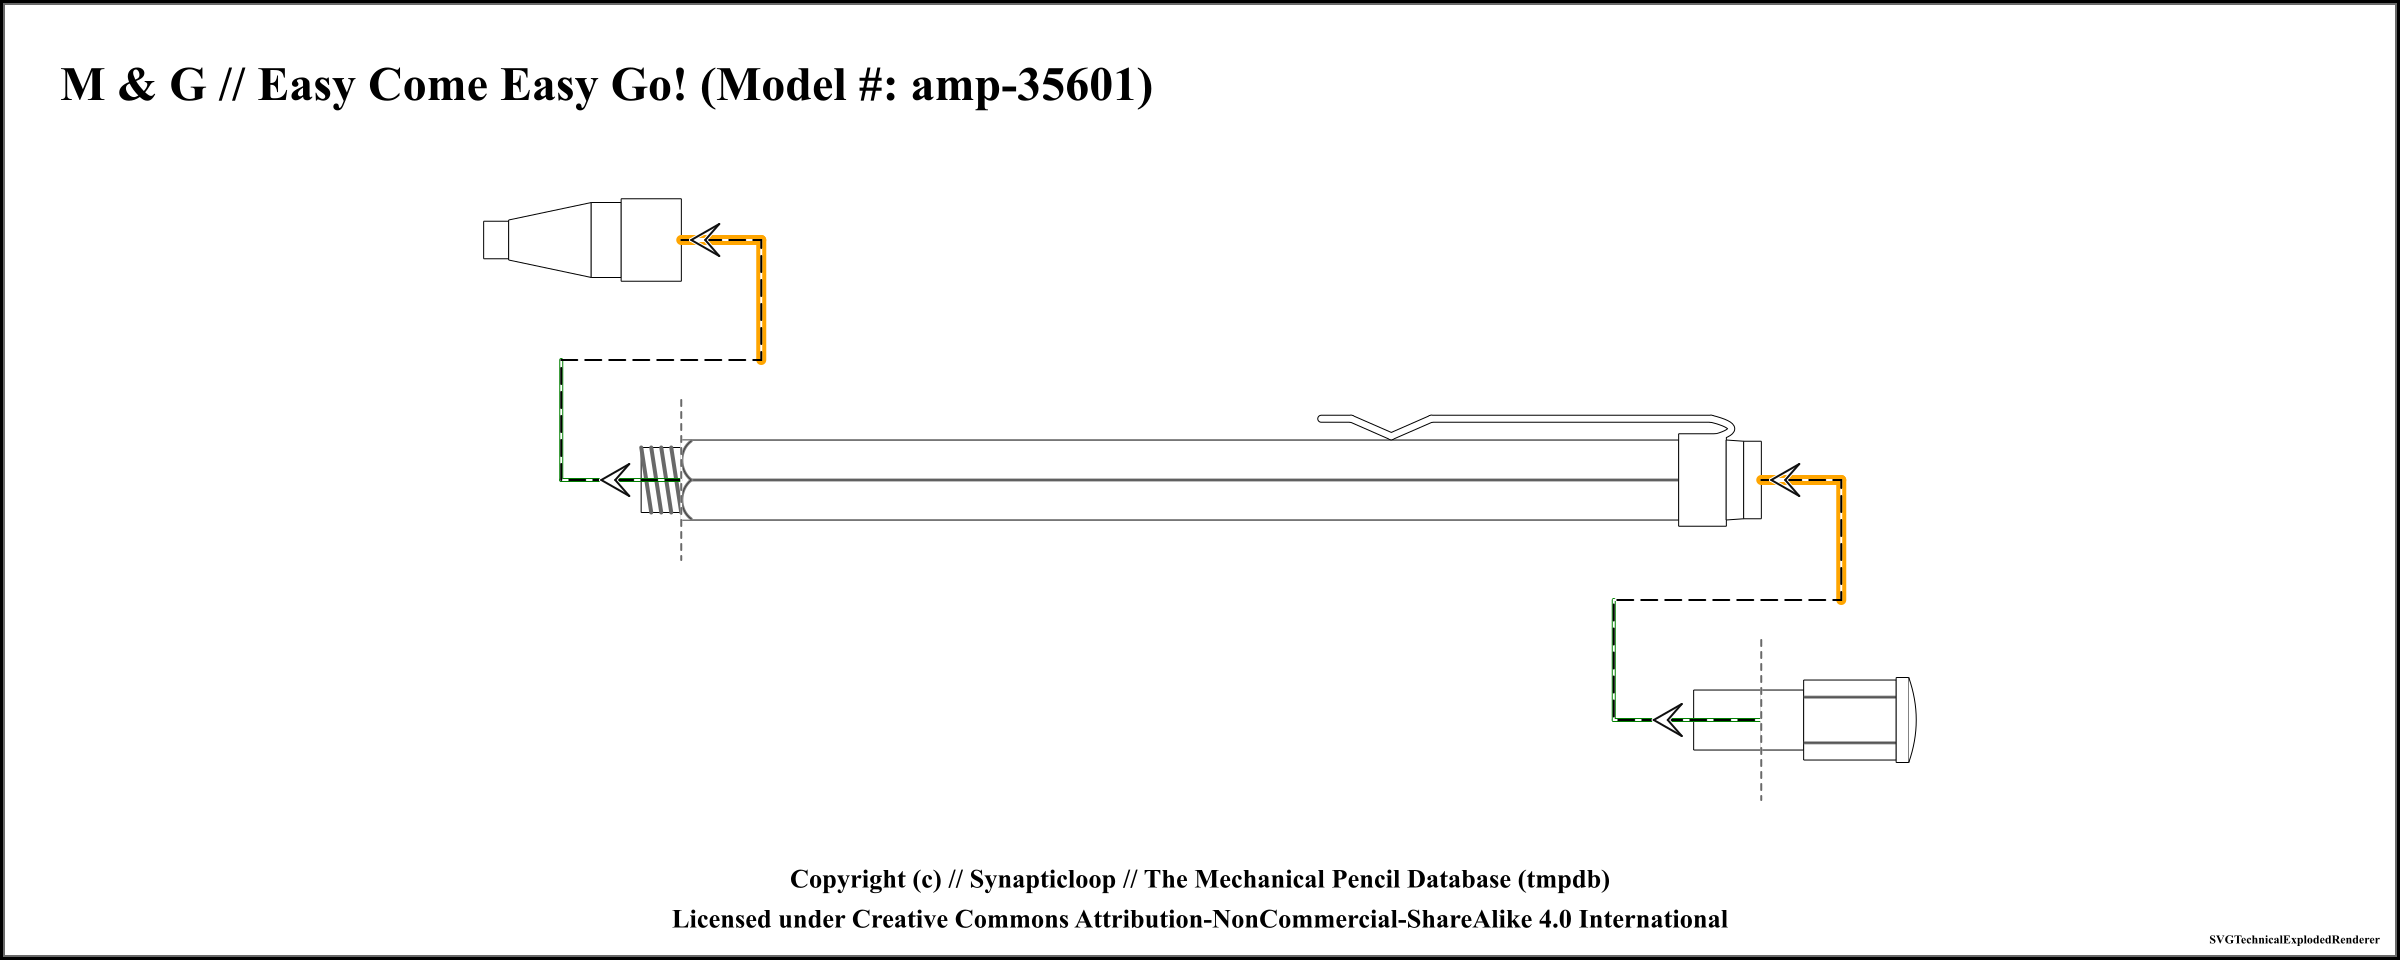 M & G // Easy Come Easy Go! (Model #: amp-35601)
Copyright (c) // Synapticloop // The Mechanical Pencil Database (tmpdb)
Licensed under Creative Commons Attribution-NonCommercial-ShareAlike 4.0 International
SVGTechnicalExplodedRenderer